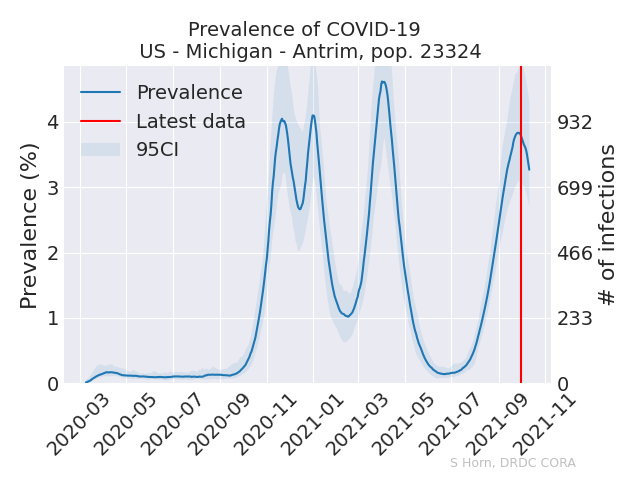 Prevalence of COVID-19
US - Michigan - Antrim, pop. 23324
Prevalence
Latest data
95CI
Prevalence (%)
4
3
2
1
0
932
699
466
233
0
# of infections
2020-03
2020-05
2020-07
2020-09
2020-11
2021-01
2021-03
2021-05
2021-07
2021-09
2021-11
S Horn, DRDC CORA